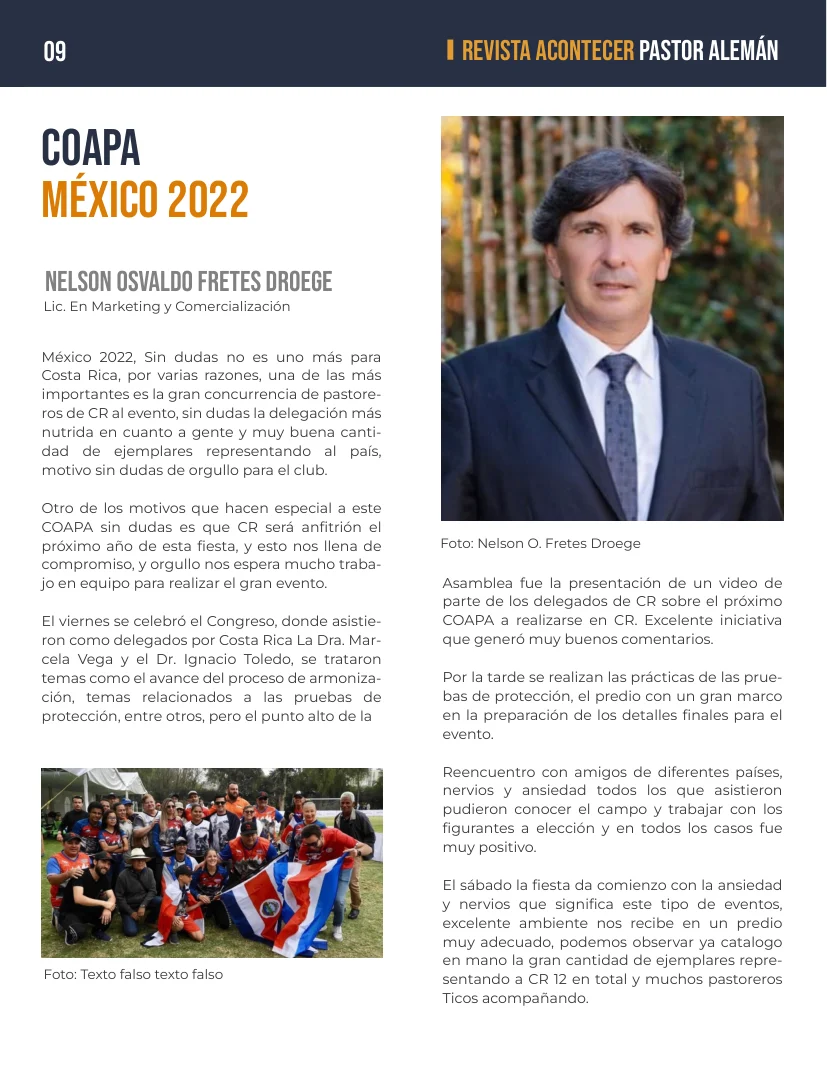 09
REVISTA ACONTECER PASTOR ALEMÁN
COAPA
MÉXICO 2022
NELSON OSVALDO FRETES DROEGE
Lic. En Marketing y Comercialización
México 2022, Sin dudas no es uno más para
Costa Rica, por varias razones, una de las más
importantes es la gran concurrencia de pastore-
ros de CR al evento, sin dudas la delegación más
nutrida en cuanto a gente y muy buena canti-
dad de ejemplares representando al país,
motivo sin dudas de orgullo para el club.
Otro de los motivos que hacen especial a este
COAPA sin dudas es que CR será anfitrión el
próximo año de esta fiesta, y esto nos llena de
compromiso, y orgullo nos espera mucho traba-
jo en equipo para realizar el gran evento.
El viernes se celebró el Congreso, donde asistie-
ron como delegados por Costa Rica La Dra. Mar-
cela Vega y el Dr. Ignacio Toledo, se trataron
temas como el avance del proceso de armoniza-
ción, temas relacionados a las pruebas de
protección, entre otros, pero el punto alto de la
Foto: Texto falso texto falso
Foto: Nelson O. Fretes Droege
Asamblea fue la presentación de un video de
parte de los delegados de CR sobre el próximo
COAPA a realizarse en CR. Excelente iniciativa
que generó muy buenos comentarios.
Por la tarde se realizan las prácticas de las prue-
bas de protección, el predio con un gran marco
en la preparación de los detalles finales para el
evento.
Reencuentro con amigos de diferentes países,
nervios y ansiedad todos los que asistieron
pudieron conocer el campo y trabajar con los
figurantes a elección y en todos los casos fue
muy positivo.
El sábado la fiesta da comienzo con la ansiedad
y nervios que significa este tipo de eventos,
excelente ambiente nos recibe en un predio
muy adecuado, podemos observar ya catalogo
en mano la gran cantidad de ejemplares repre-
sentando a CR 12 en total y muchos pastoreros
Ticos acompañando.